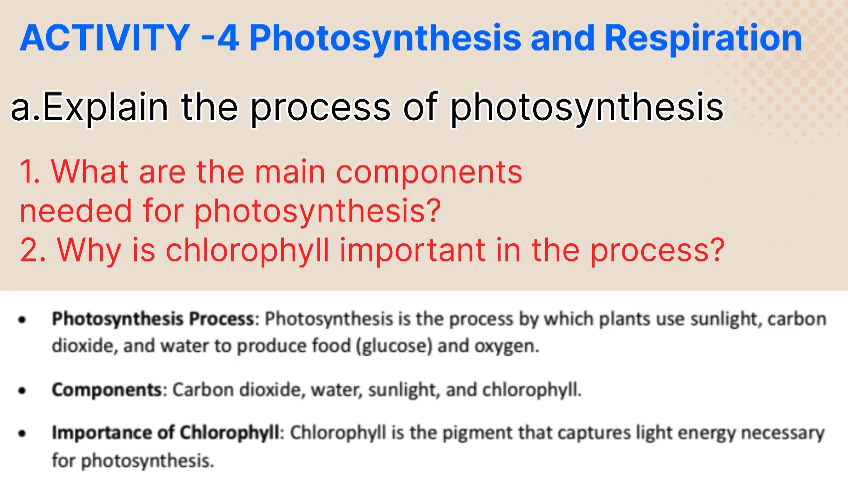 ACTIVITY -4 Photosynthesis and Respiration
a.Explain the process of photosynthesis
1. What are the main components
needed for photosynthesis?
2. Why is chlorophyll important in the process?
• Photosynthesis Process: Photosynthesis is the process by which plants use sunlight, carbon
dioxide, and water to produce food (glucose) and oxygen.
• Components: Carbon dioxide, water, sunlight, and chlorophyll.
• Importance of Chlorophyll: Chlorophyll is the pigment that captures light energy necessary
for photosynthesis.